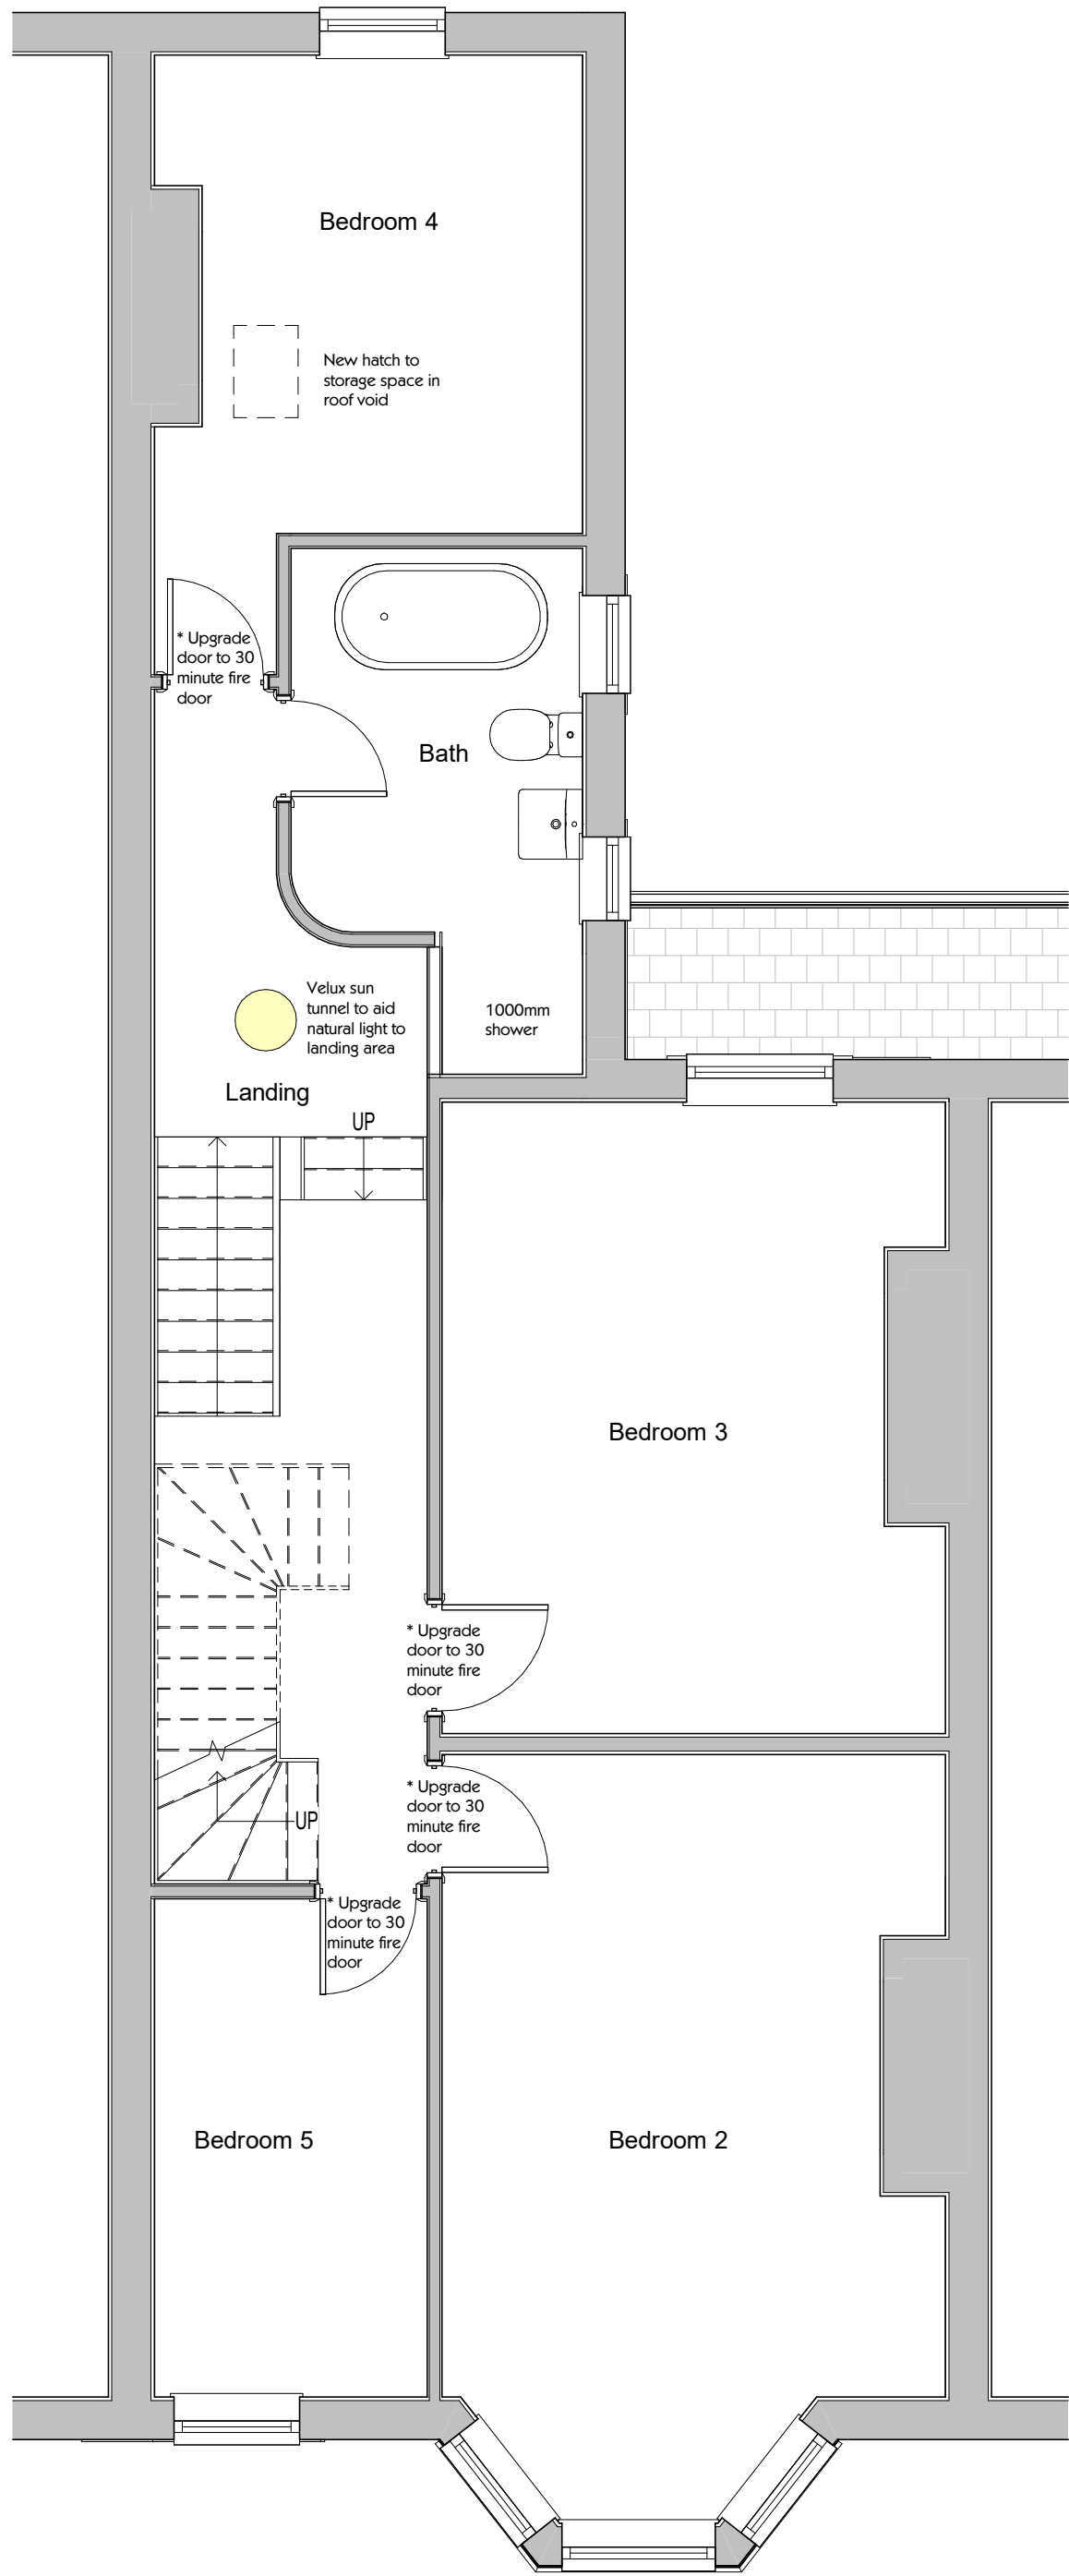 Bedroom 4
New hatch to
storage space in
roof void
* Upgrade
door to 30
minute fire
door
Bath
Velux sun
tunnel to aid
natural light to
landing area
1000mm
shower
Landing
UP
Bedroom 3
* Upgrade
door to 30
minute fire
door
* Upgrade
door to 30
minute fire
door
UP
* Upgrade
door to 30
minute fire
door
Bedroom 5
Bedroom 2